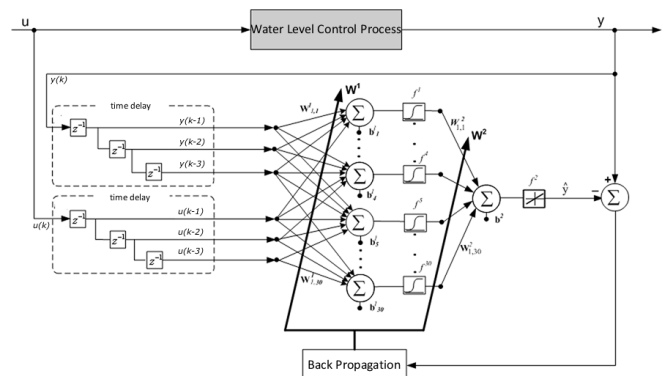 u
Water Level Control Process
y
y(k)
time delay
z⁻¹
y(k-1)
z⁻¹
y(k-2)
z⁻¹
y(k-3)
time delay
z⁻¹
u(k-1)
u(k)
z⁻¹
u(k-2)
z⁻¹
u(k-3)
W¹
W¹₁,₁
Σ
b¹₁
f¹
Σ
b¹₄
f⁴
Σ
b¹₅
f⁵
Σ
b¹₃₀
f³⁰
W¹₁,₃₀
W²
W²₁,₁
W²₁,₃₀
Σ
b²
f²
ŷ
+
−
Σ
Back Propagation